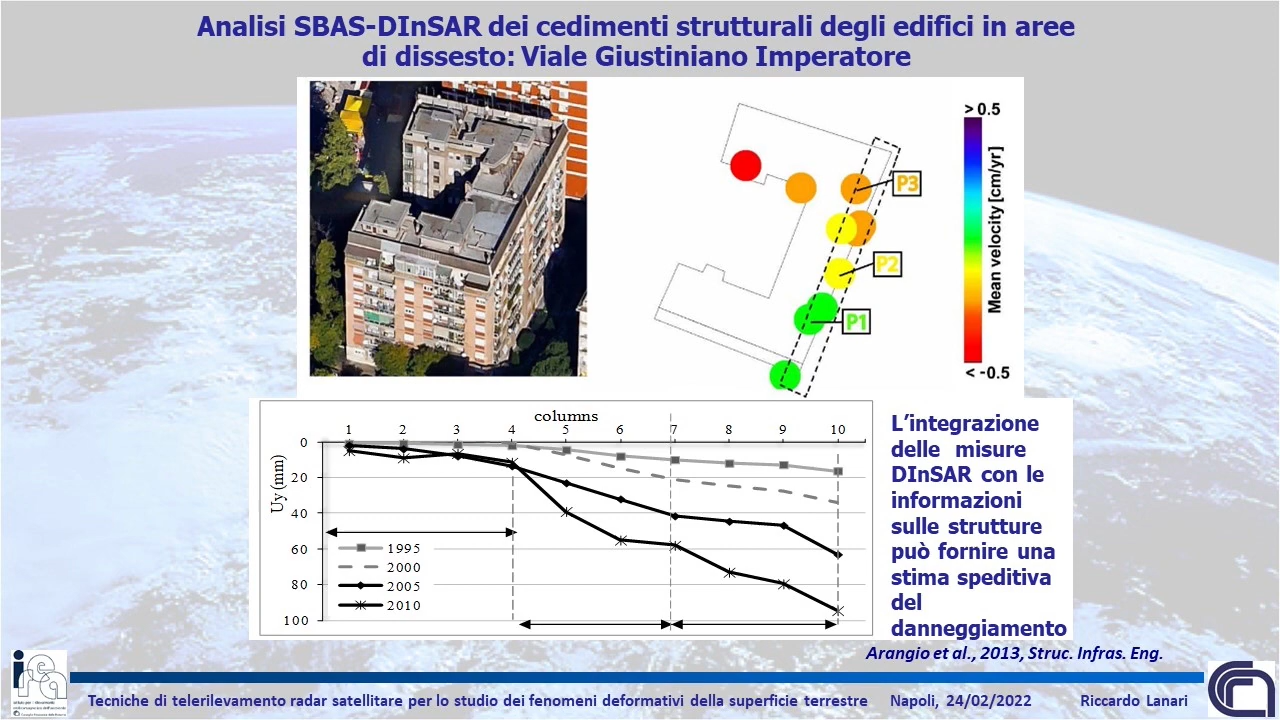 Analisi SBAS-DInSAR dei cedimenti strutturali degli edifici in aree
di dissesto: Viale Giustiniano Imperatore
> 0.5
Mean velocity [cm/yr]
< -0.5
P3
P2
P1
columns
1 2 3 4 5 6 7 8 9 10
Uy (mm)
0
20
40
60
80
100
1995
2000
2005
2010
L’integrazione
delle misure
DInSAR con le
informazioni
sulle strutture
può fornire una
stima speditiva
del
danneggiamento
Arangio et al., 2013, Struc. Infras. Eng.
Tecniche di telerilevamento radar satellitare per lo studio dei fenomeni deformativi della superficie terrestre Napoli, 24/02/2022 Riccardo Lanari